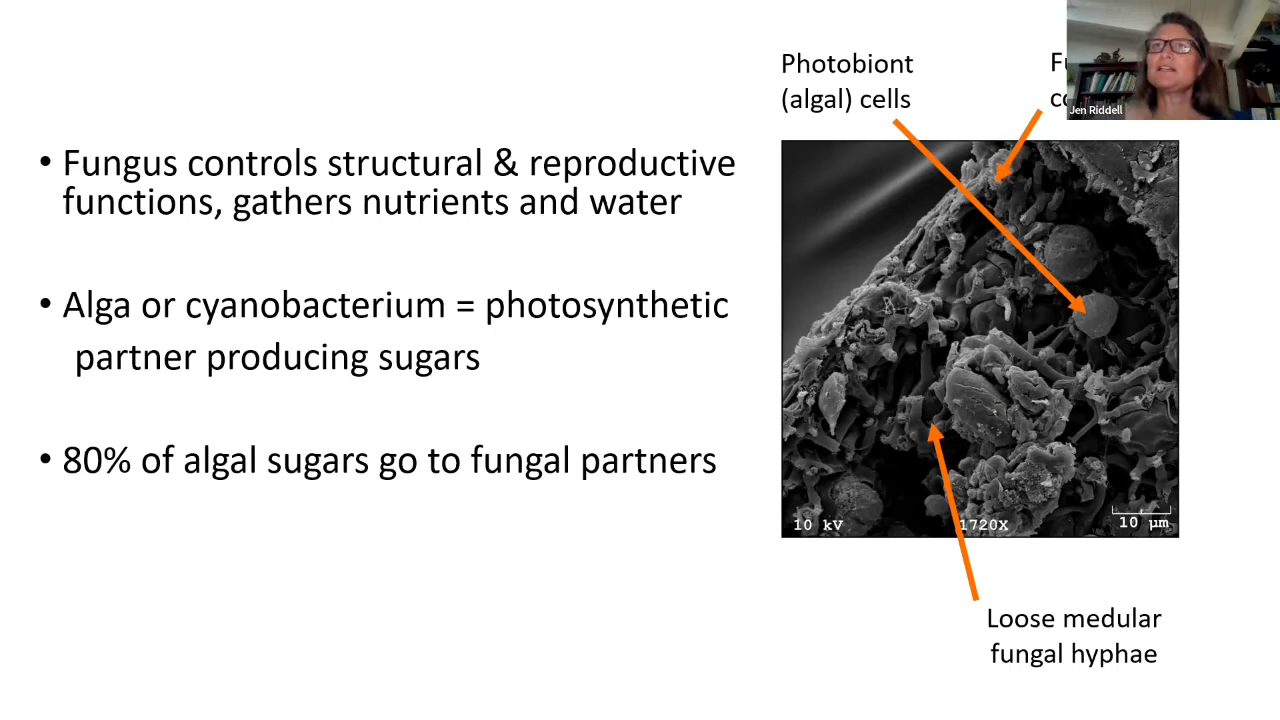 Photobiont
(algal) cells
Jen Riddell
• Fungus controls structural & reproductive
functions, gathers nutrients and water
• Alga or cyanobacterium = photosynthetic
partner producing sugars
• 80% of algal sugars go to fungal partners
10 kV 1720X 10 µm
Loose medular
fungal hyphae